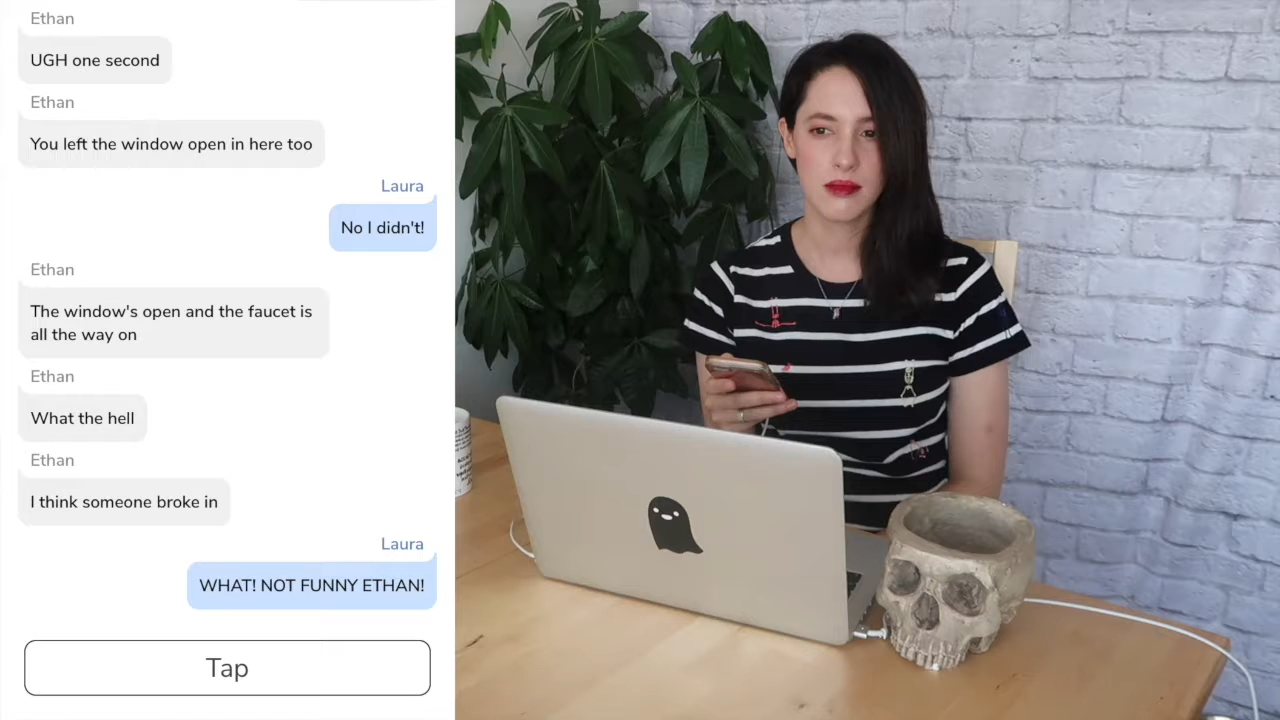 Ethan
UGH one second
Ethan
You left the window open in here too
Laura
No I didn't!
Ethan
The window's open and the faucet is
all the way on
Ethan
What the hell
Ethan
I think someone broke in
Laura
WHAT! NOT FUNNY ETHAN!
Tap